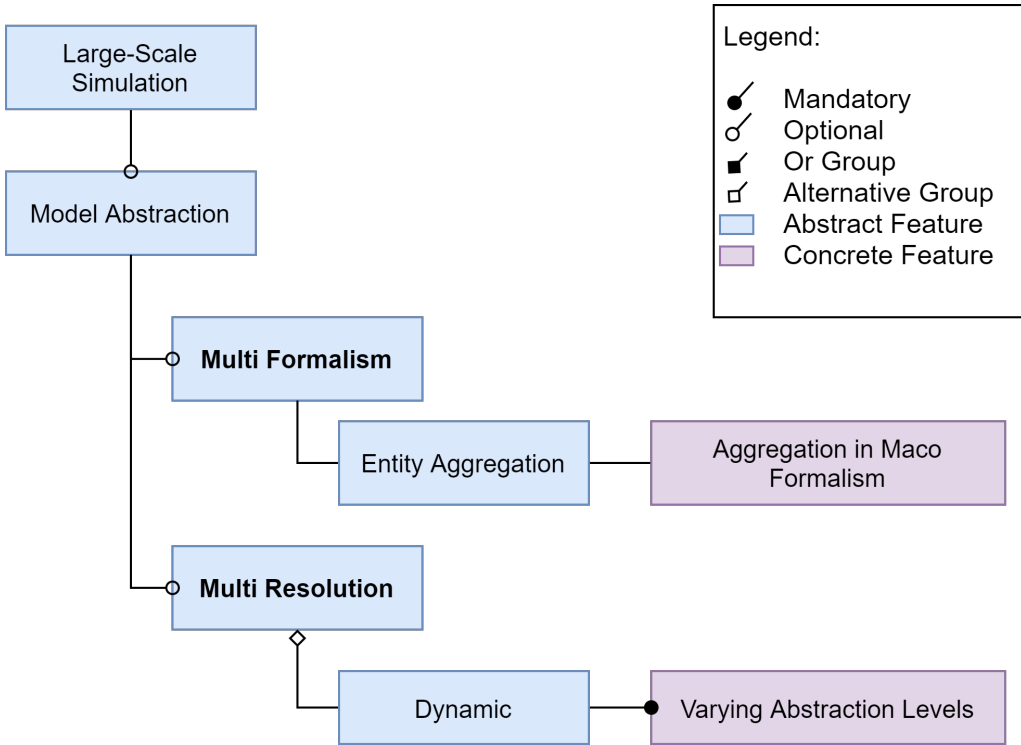 Large-Scale
Simulation
Model Abstraction
Multi Formalism
Entity Aggregation
Aggregation in Maco
Formalism
Multi Resolution
Dynamic
Varying Abstraction Levels
Legend:
Mandatory
Optional
Or Group
Alternative Group
Abstract Feature
Concrete Feature